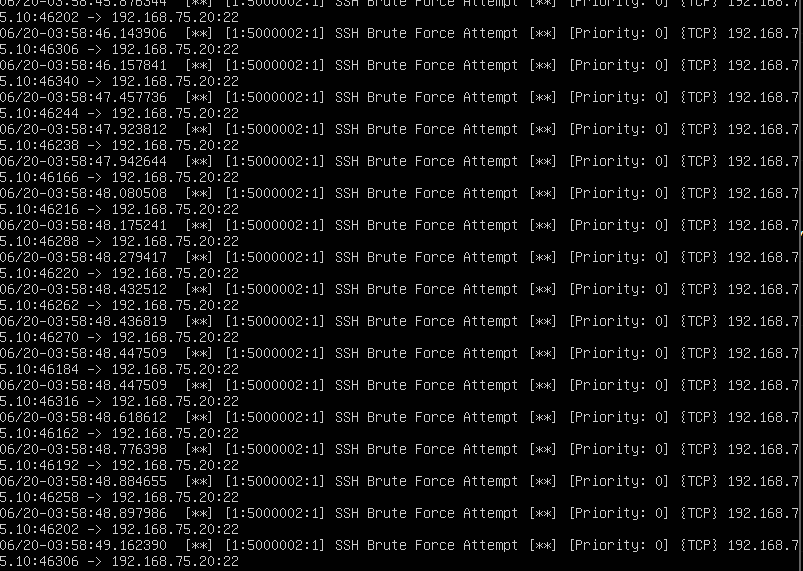 06/20-03:58:45.876344  [**] [1:5000002:1] SSH Brute Force Attempt [**] [Priority: 0] {TCP} 192.168.7
5.10:46202 -> 192.168.75.20:22
06/20-03:58:46.143906  [**] [1:5000002:1] SSH Brute Force Attempt [**] [Priority: 0] {TCP} 192.168.7
5.10:46306 -> 192.168.75.20:22
06/20-03:58:46.157841  [**] [1:5000002:1] SSH Brute Force Attempt [**] [Priority: 0] {TCP} 192.168.7
5.10:46340 -> 192.168.75.20:22
06/20-03:58:47.457736  [**] [1:5000002:1] SSH Brute Force Attempt [**] [Priority: 0] {TCP} 192.168.7
5.10:46244 -> 192.168.75.20:22
06/20-03:58:47.923812  [**] [1:5000002:1] SSH Brute Force Attempt [**] [Priority: 0] {TCP} 192.168.7
5.10:46238 -> 192.168.75.20:22
06/20-03:58:47.942644  [**] [1:5000002:1] SSH Brute Force Attempt [**] [Priority: 0] {TCP} 192.168.7
5.10:46166 -> 192.168.75.20:22
06/20-03:58:48.080508  [**] [1:5000002:1] SSH Brute Force Attempt [**] [Priority: 0] {TCP} 192.168.7
5.10:46216 -> 192.168.75.20:22
06/20-03:58:48.175241  [**] [1:5000002:1] SSH Brute Force Attempt [**] [Priority: 0] {TCP} 192.168.7
5.10:46288 -> 192.168.75.20:22
06/20-03:58:48.279417  [**] [1:5000002:1] SSH Brute Force Attempt [**] [Priority: 0] {TCP} 192.168.7
5.10:46220 -> 192.168.75.20:22
06/20-03:58:48.432512  [**] [1:5000002:1] SSH Brute Force Attempt [**] [Priority: 0] {TCP} 192.168.7
5.10:46262 -> 192.168.75.20:22
06/20-03:58:48.436819  [**] [1:5000002:1] SSH Brute Force Attempt [**] [Priority: 0] {TCP} 192.168.7
5.10:46270 -> 192.168.75.20:22
06/20-03:58:48.447509  [**] [1:5000002:1] SSH Brute Force Attempt [**] [Priority: 0] {TCP} 192.168.7
5.10:46184 -> 192.168.75.20:22
06/20-03:58:48.447509  [**] [1:5000002:1] SSH Brute Force Attempt [**] [Priority: 0] {TCP} 192.168.7
5.10:46316 -> 192.168.75.20:22
06/20-03:58:48.618612  [**] [1:5000002:1] SSH Brute Force Attempt [**] [Priority: 0] {TCP} 192.168.7
5.10:46162 -> 192.168.75.20:22
06/20-03:58:48.776398  [**] [1:5000002:1] SSH Brute Force Attempt [**] [Priority: 0] {TCP} 192.168.7
5.10:46192 -> 192.168.75.20:22
06/20-03:58:48.884655  [**] [1:5000002:1] SSH Brute Force Attempt [**] [Priority: 0] {TCP} 192.168.7
5.10:46258 -> 192.168.75.20:22
06/20-03:58:48.897986  [**] [1:5000002:1] SSH Brute Force Attempt [**] [Priority: 0] {TCP} 192.168.7
5.10:46202 -> 192.168.75.20:22
06/20-03:58:49.162390  [**] [1:5000002:1] SSH Brute Force Attempt [**] [Priority: 0] {TCP} 192.168.7
5.10:46306 -> 192.168.75.20:22